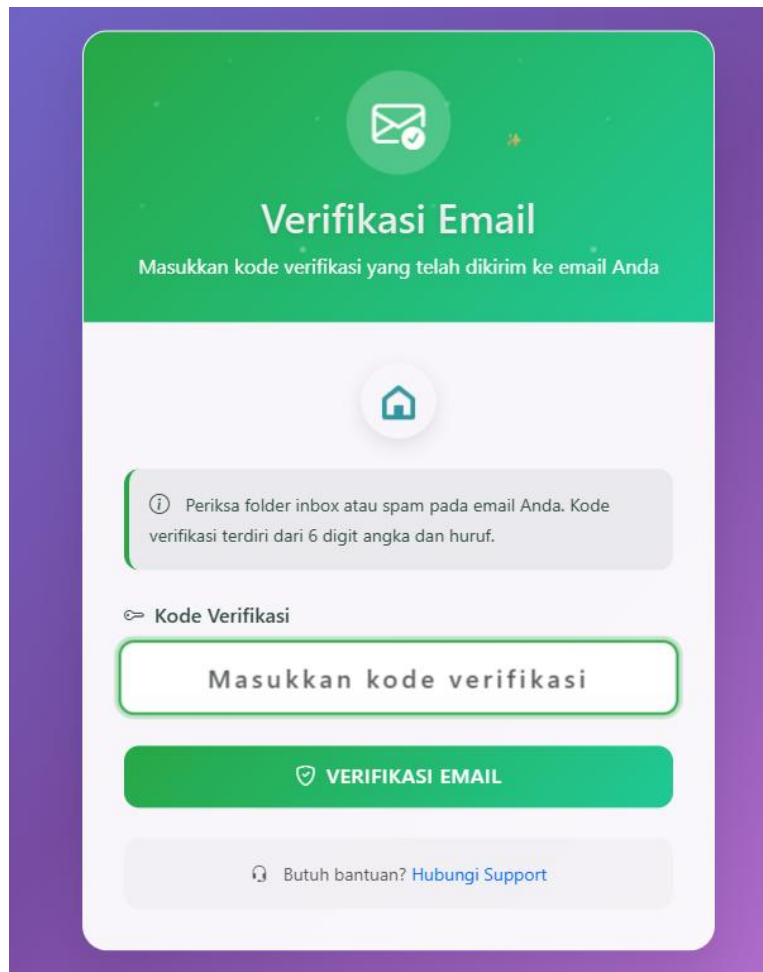 Verifikasi Email
Masukkan kode verifikasi yang telah dikirim ke email Anda
Periksa folder inbox atau spam pada email Anda. Kode
verifikasi terdiri dari 6 digit angka dan huruf.
Kode Verifikasi
Masukkan kode verifikasi
VERIFIKASI EMAIL
Butuh bantuan? Hubungi Support